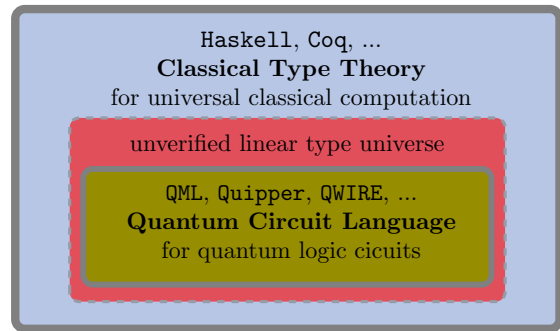 Haskell, Coq, ...
Classical Type Theory
for universal classical computation
unverified linear type universe
QML, Quipper, QWIRE, ...
Quantum Circuit Language
for quantum logic cicuits